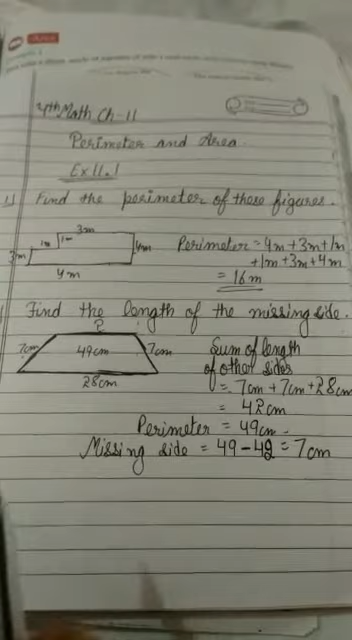 4th Math Ch-11
Perimeter and Area
Ex 11.1
1) Find the perimeter of these figures.
3m
1m 1m 4m
3m
4m
Perimeter = 4m + 3m + 1m
+ 1m + 3m + 4m
= 16m
Find the length of the missing side.
?
7cm 49cm 7cm
28cm
Sum of length
of other sides
= 7cm + 7cm + 28cm
= 42cm
Perimeter = 49cm
Missing side = 49 - 42 = 7cm